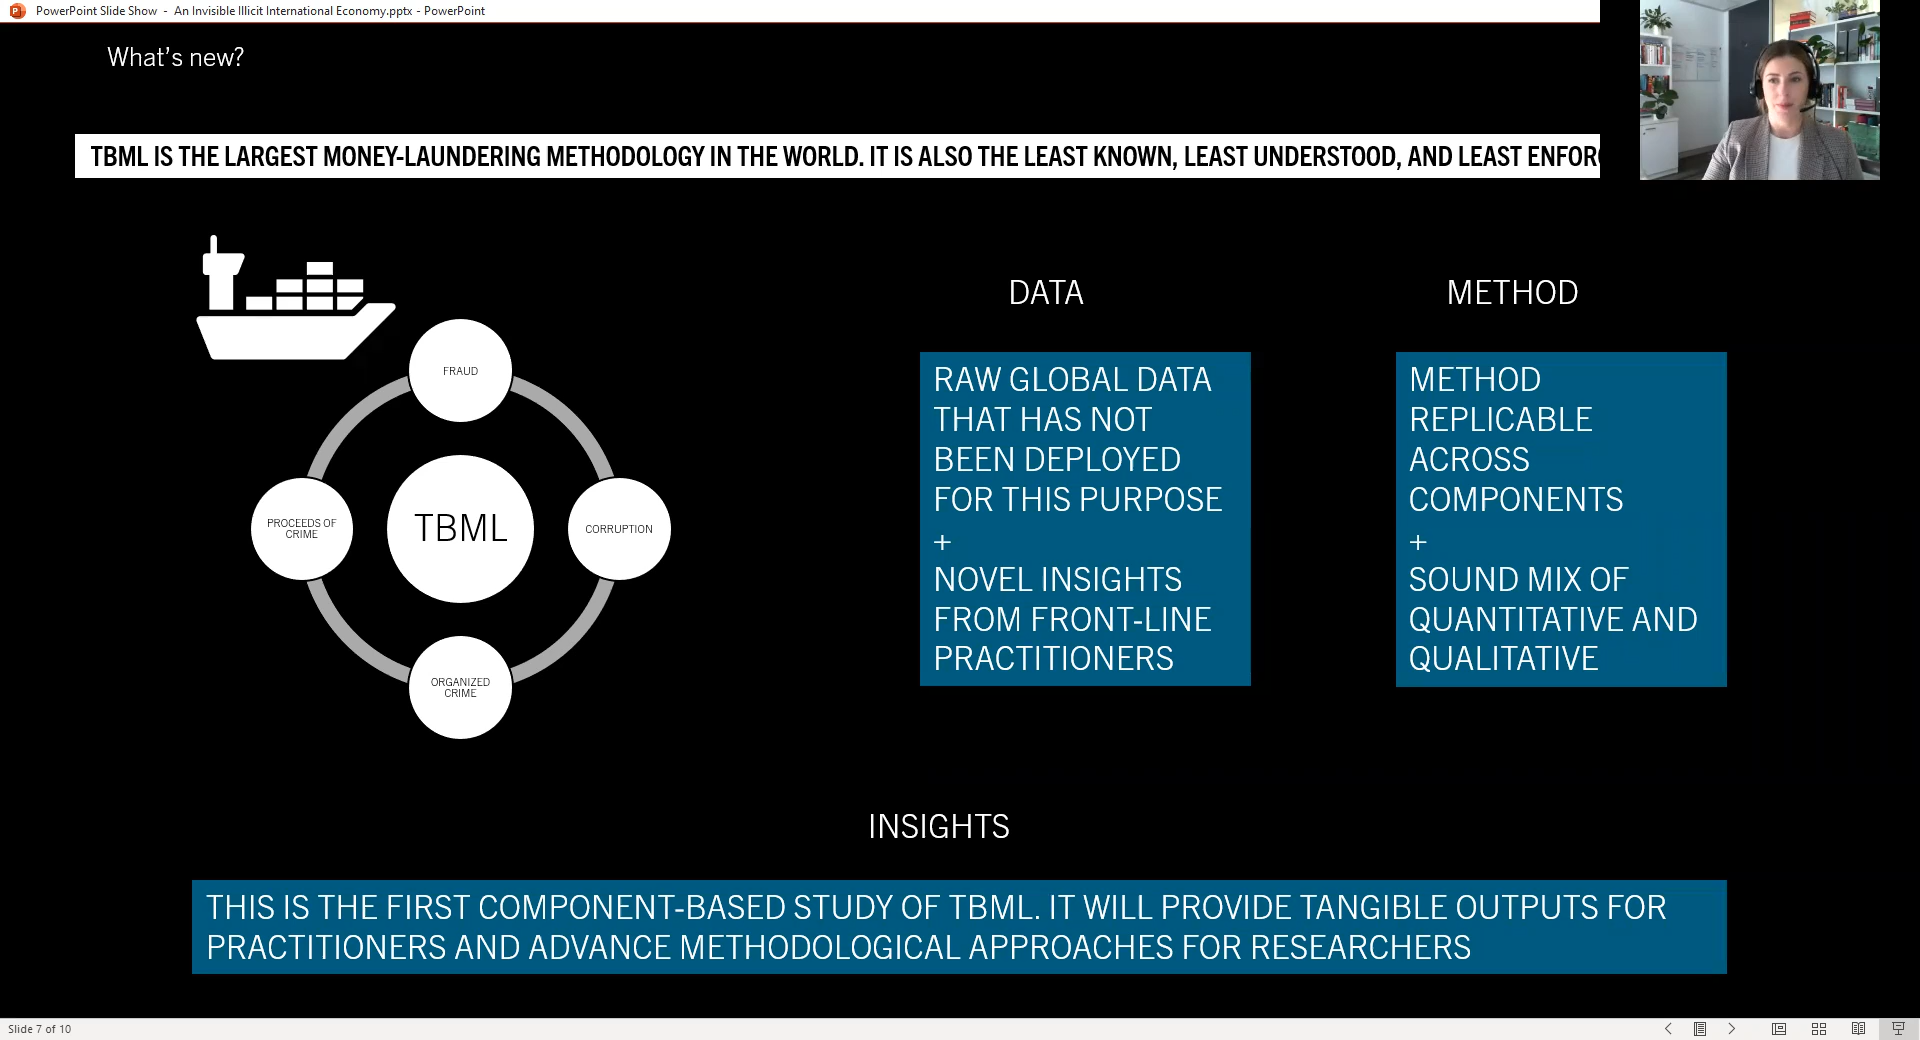 PowerPoint Slide Show - An Invisible Illicit International Economy.pptx - PowerPoint
What's new?
TBML IS THE LARGEST MONEY-LAUNDERING METHODOLOGY IN THE WORLD. IT IS ALSO THE LEAST KNOWN, LEAST UNDERSTOOD, AND LEAST
FRAUD
PROCEEDS OF
CRIME
TBML
CORRUPTION
ORGANIZED
CRIME
DATA
RAW GLOBAL DATA
THAT HAS NOT
BEEN DEPLOYED
FOR THIS PURPOSE
+
NOVEL INSIGHTS
FROM FRONT-LINE
PRACTITIONERS
METHOD
METHOD
REPLICABLE
ACROSS
COMPONENTS
+
SOUND MIX OF
QUANTITATIVE AND
QUALITATIVE
INSIGHTS
THIS IS THE FIRST COMPONENT-BASED STUDY OF TBML. IT WILL PROVIDE TANGIBLE OUTPUTS FOR
PRACTITIONERS AND ADVANCE METHODOLOGICAL APPROACHES FOR RESEARCHERS
Slide 7 of 10